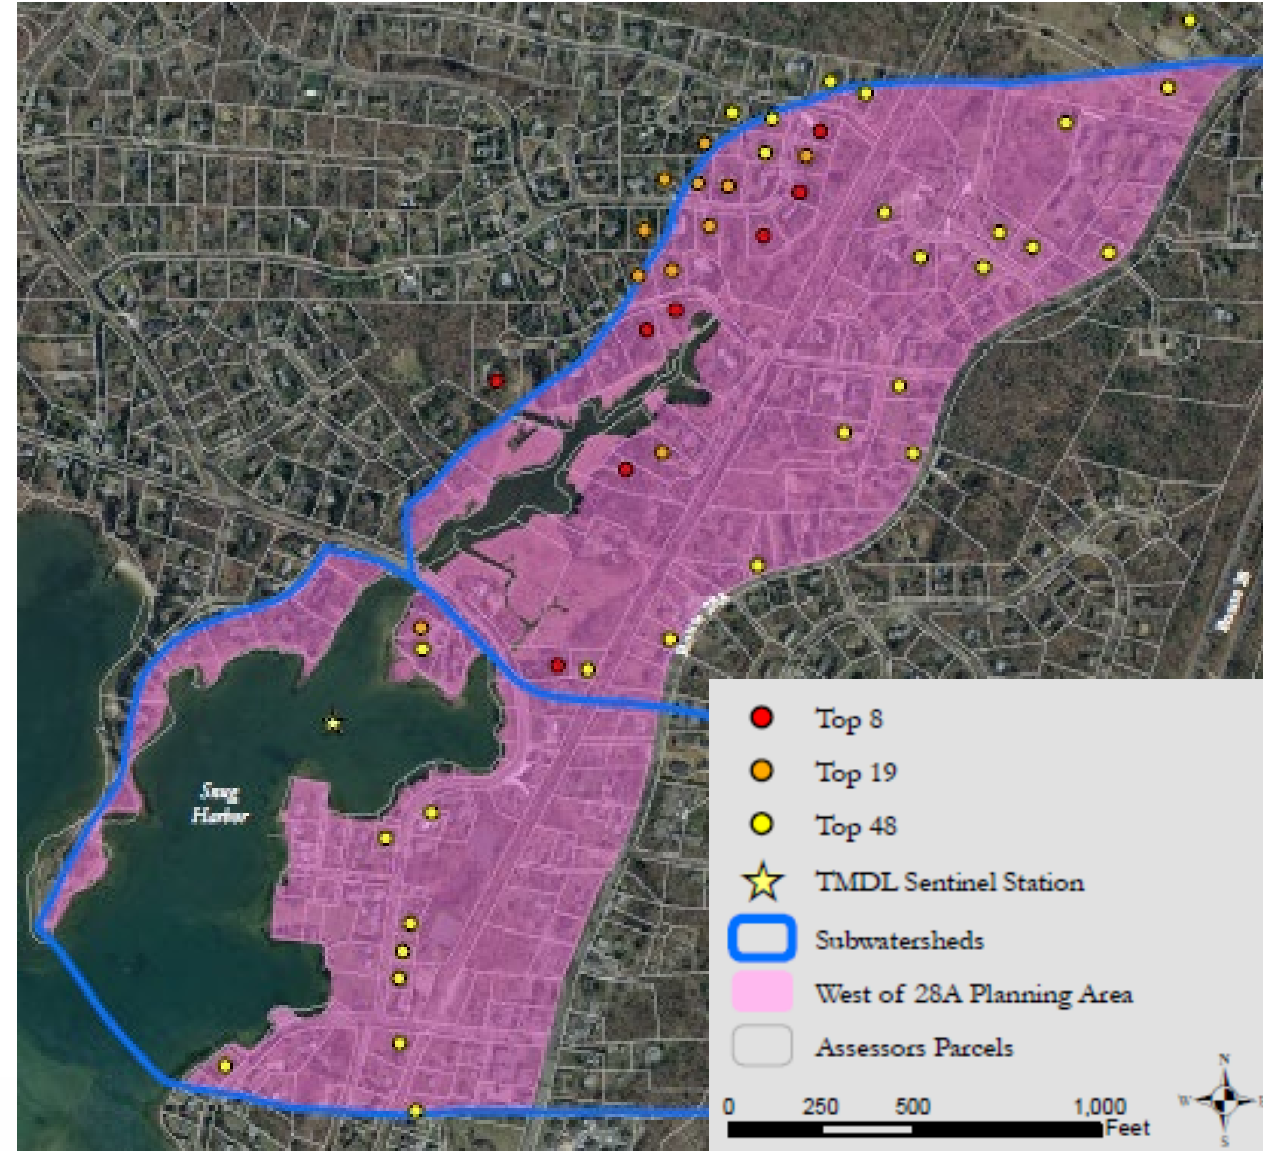 Snug
Harbor
Top 8
Top 19
Top 48
TMDL Sentinel Station
Subwatersheds
West of 28A Planning Area
Assessors Parcels
N
W
E
S
0 250 500 1,000
Feet